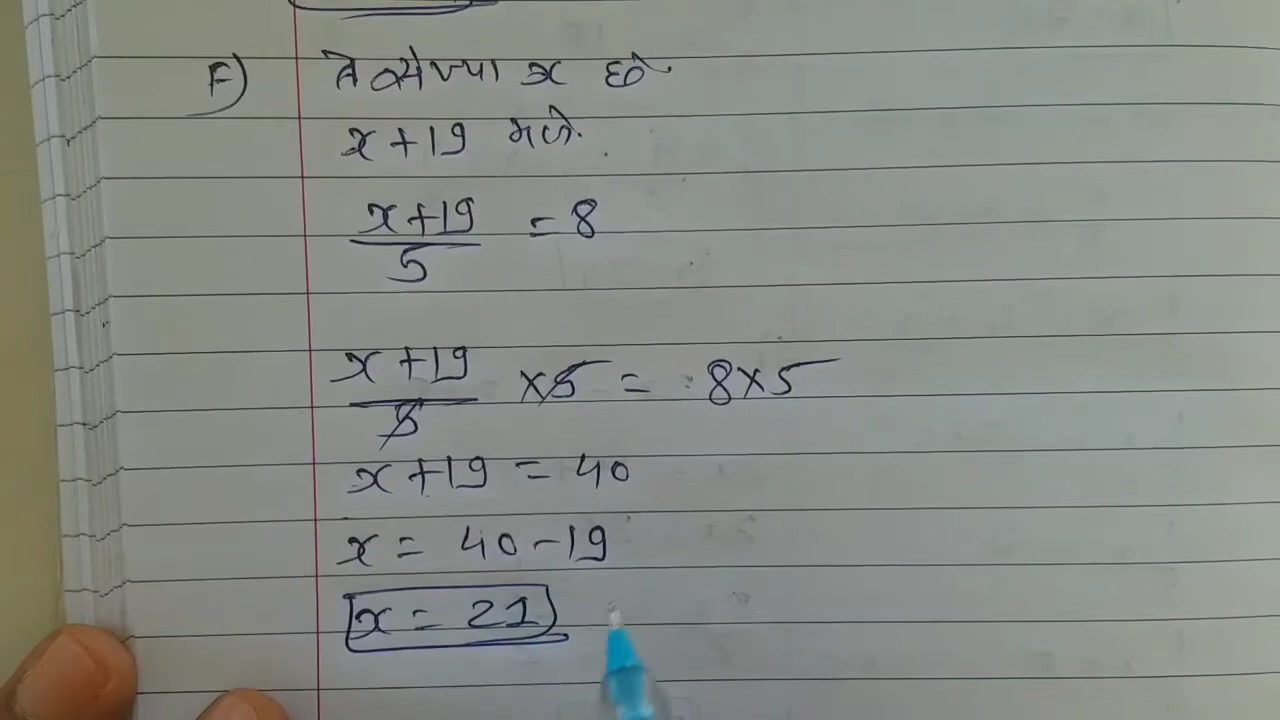 F) તે સંખ્યા x છે
x + 19 મળે.
x + 19 / 5 = 8
x + 19 / 5 × 5 = 8 × 5
x + 19 = 40
x = 40 - 19
x = 21